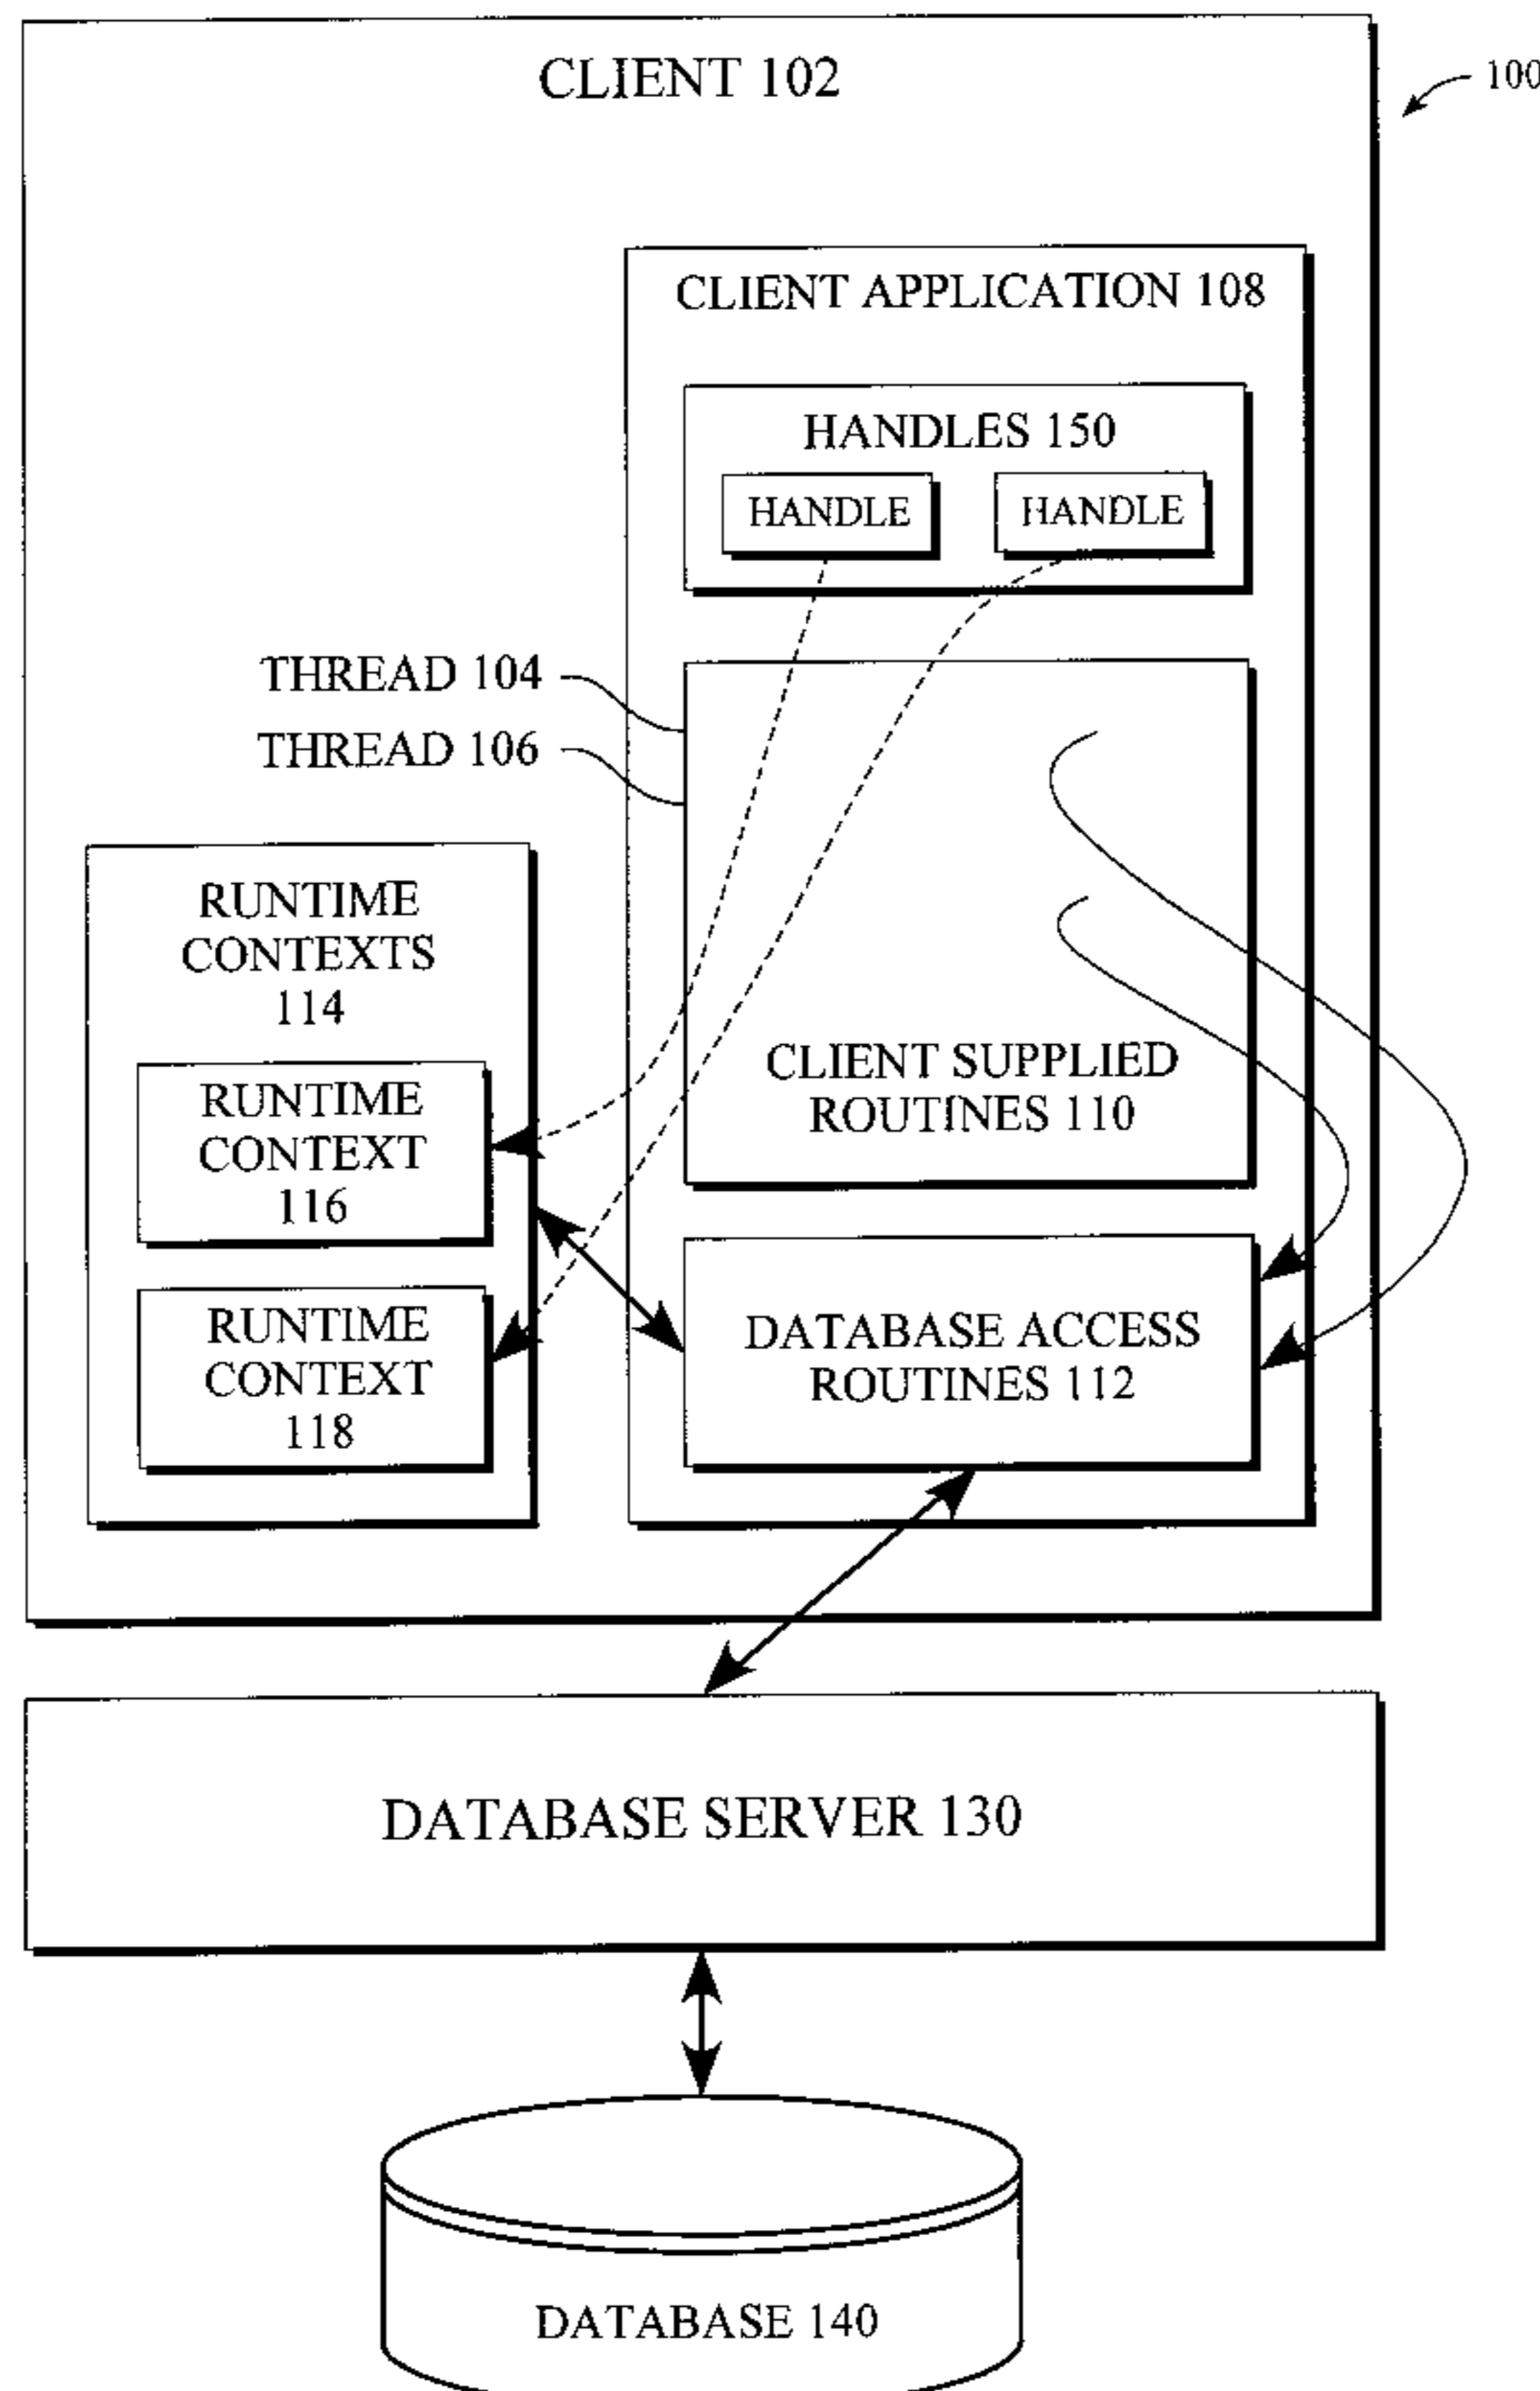 CLIENT 102
100
CLIENT APPLICATION 108
HANDLES 150
HANDLE
HANDLE
THREAD 104
THREAD 106
RUNTIME
CONTEXTS
114
RUNTIME
CONTEXT
116
RUNTIME
CONTEXT
118
CLIENT SUPPLIED
ROUTINES 110
DATABASE ACCESS
ROUTINES 112
DATABASE SERVER 130
DATABASE 140